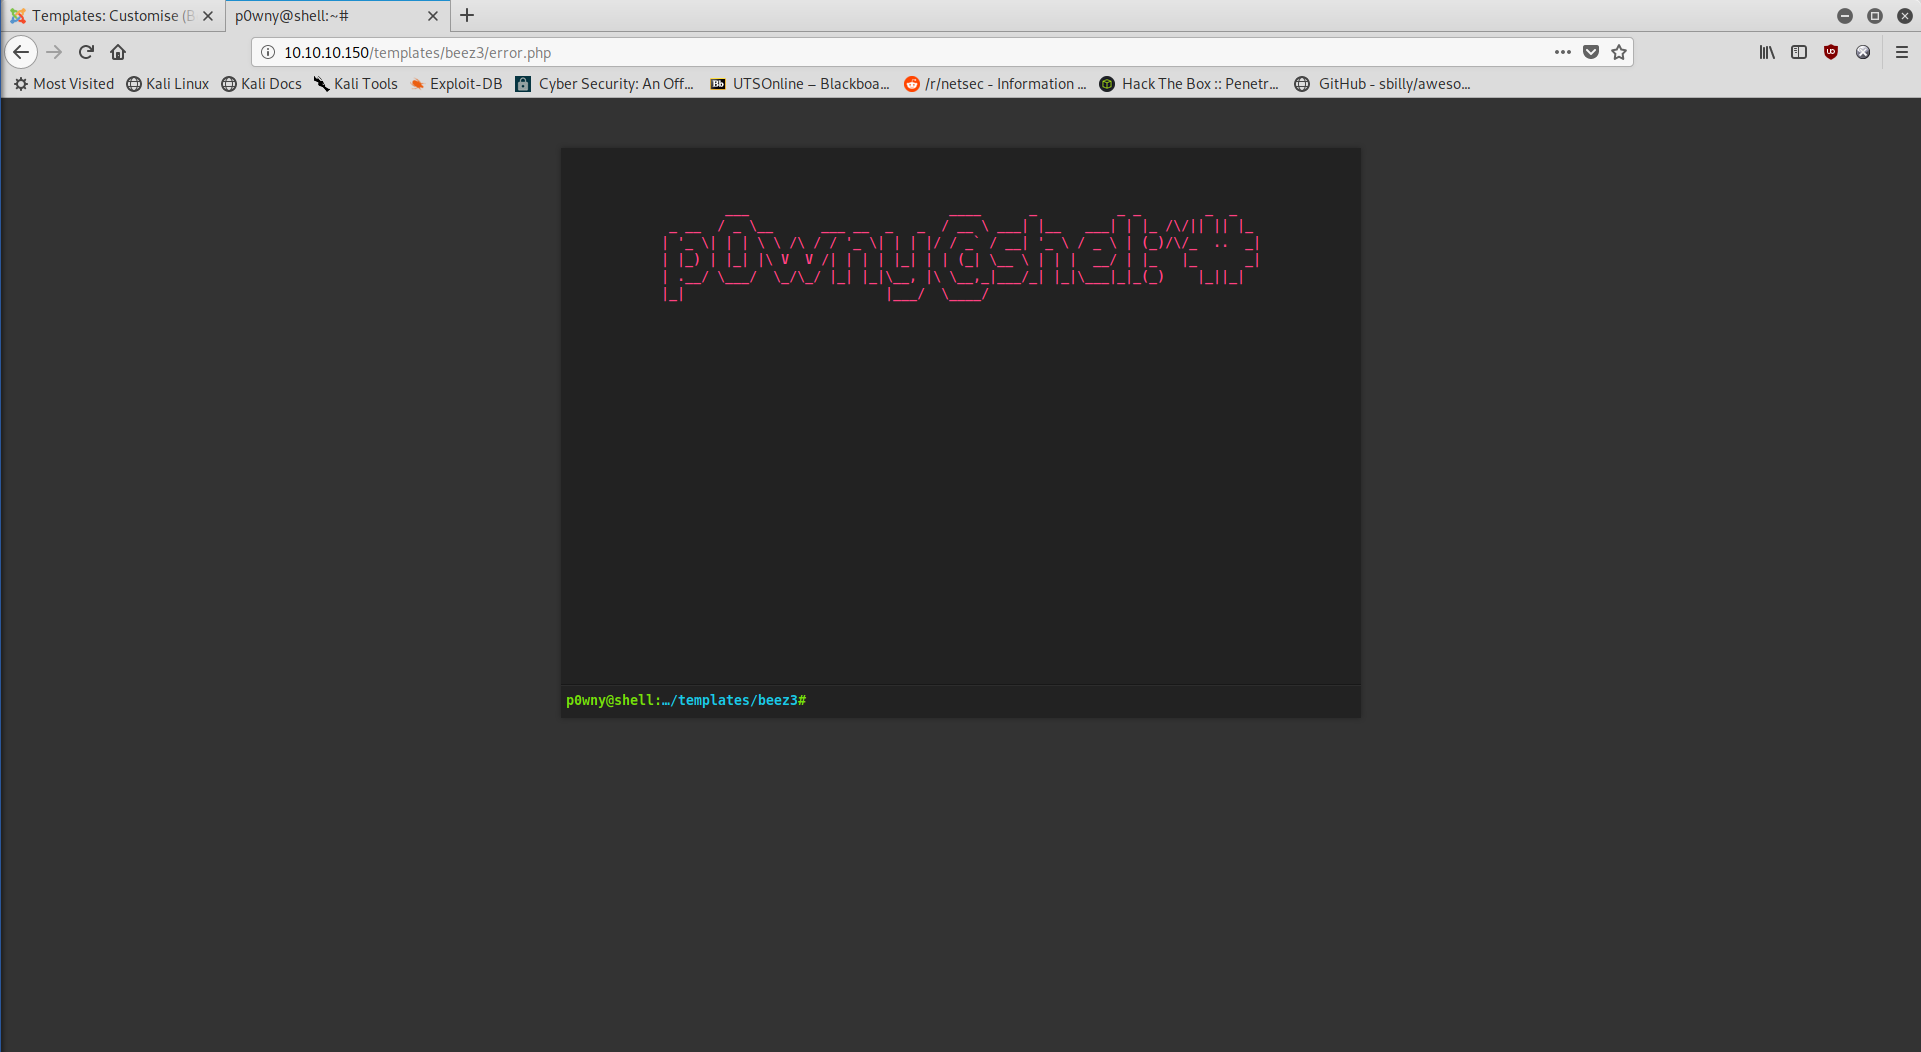 Templates: Customise (B
p0wny@shell:~#
10.10.10.150/templates/beez3/error.php
Most Visited Kali Linux Kali Docs Kali Tools Exploit-DB Cyber Security: An Off... UTSOnline – Blackboa... /r/netsec - Information ... Hack The Box :: Penetr... GitHub - sbilly/aweso...
p0wny@shell:~#
p0wny@shell:…/templates/beez3#